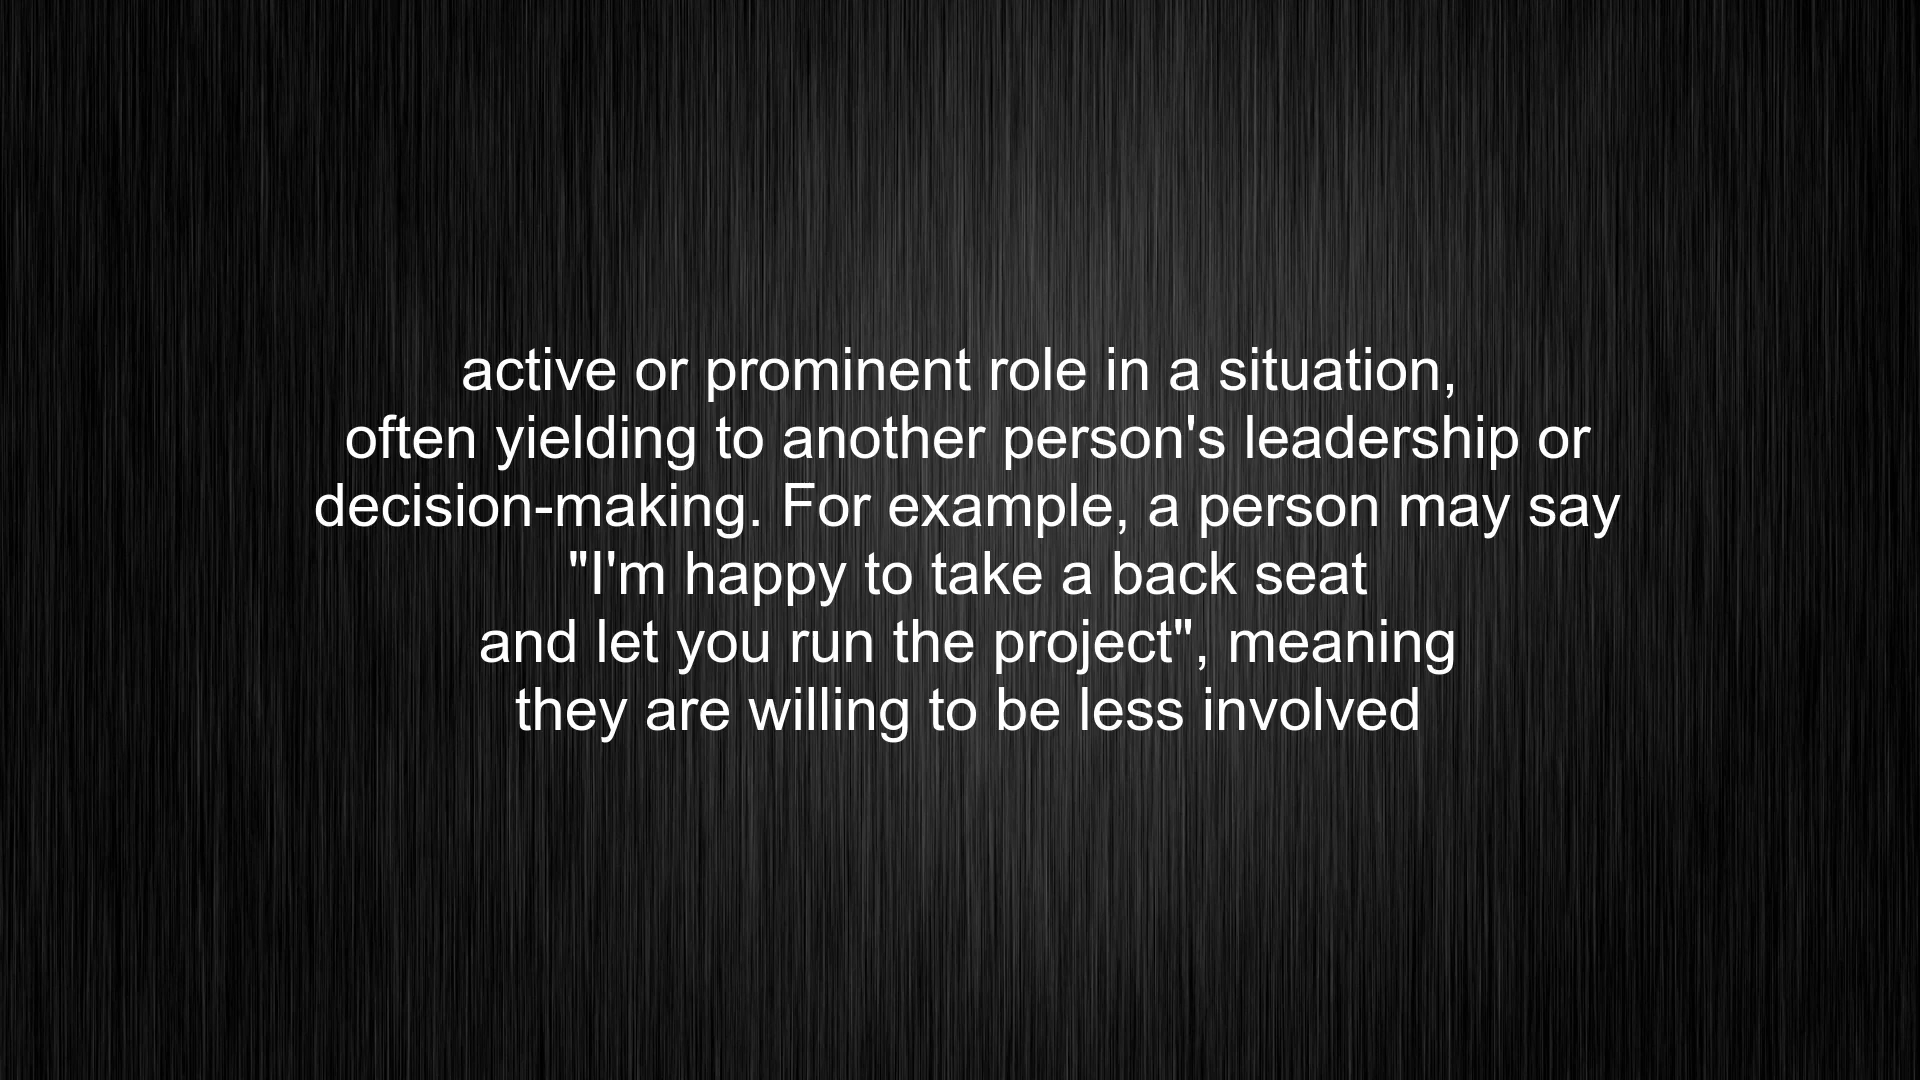 active or prominent role in a situation,
often yielding to another person's leadership or
decision-making. For example, a person may say
"I'm happy to take a back seat
and let you run the project", meaning
they are willing to be less involved